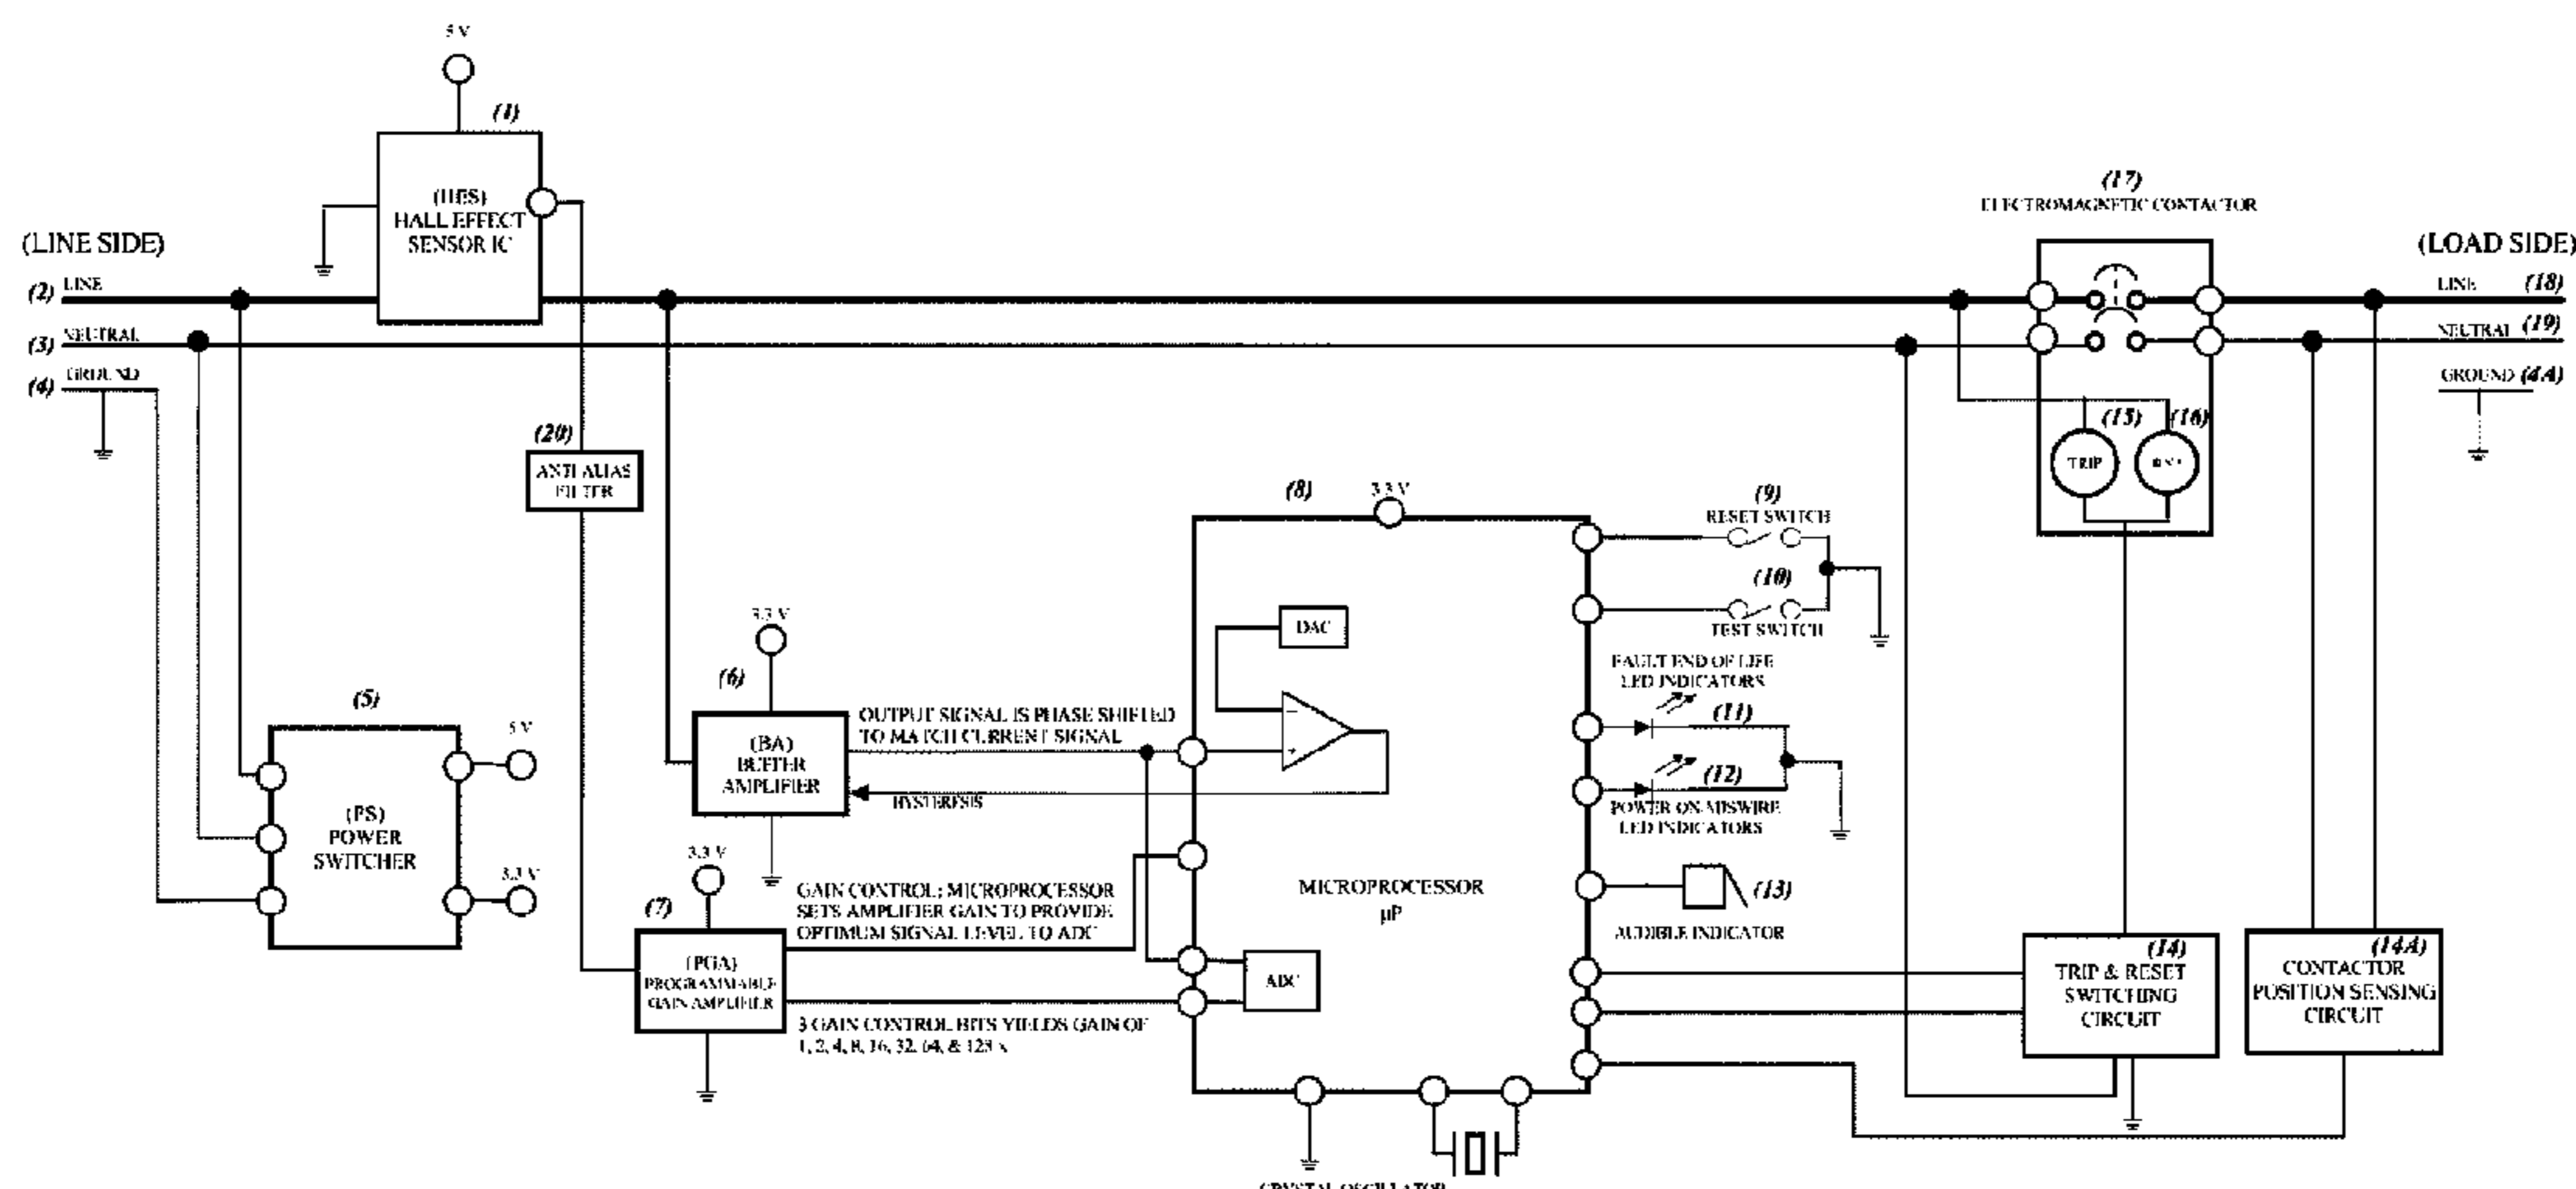 5 V
(1)
(HES)
HALL EFFECT
SENSOR IC
(17)
ELECTROMAGNETIC CONTACTOR
(LINE SIDE)
(LOAD SIDE)
(2) LINE
LINE (18)
(3) NEUTRAL
NEUTRAL (19)
(4) GROUND
GROUND (4A)
(15)
(16)
TRIP
(20)
ANTI ALIAS
FILTER
(8)
3.3 V
(9)
RESET SWITCH
(10)
TEST SWITCH
DAC
3.3 V
(6)
(BA)
BUFFER
AMPLIFIER
OUTPUT SIGNAL IS PHASE SHIFTED
TO MATCH CURRENT SIGNAL
HYSTERESIS
FAULT END OF LIFE
LED INDICATORS
(11)
(12)
POWER ON MISWIRE
LED INDICATORS
(5)
5 V
(PS)
POWER
SWITCHER
3.3 V
3.3 V
(7)
(PGA)
PROGRAMMABLE
GAIN AMPLIFIER
GAIN CONTROL: MICROPROCESSOR
SETS AMPLIFIER GAIN TO PROVIDE
OPTIMUM SIGNAL LEVEL TO ADC
3 GAIN CONTROL BITS YIELDS GAIN OF
1, 2, 4, 8, 16, 32, 64, & 128 x
MICROPROCESSOR
µP
ADC
(13)
AUDIBLE INDICATOR
(14)
TRIP & RESET
SWITCHING
CIRCUIT
(14A)
CONTACTOR
POSITION SENSING
CIRCUIT
CRYSTAL OSCILLATOR